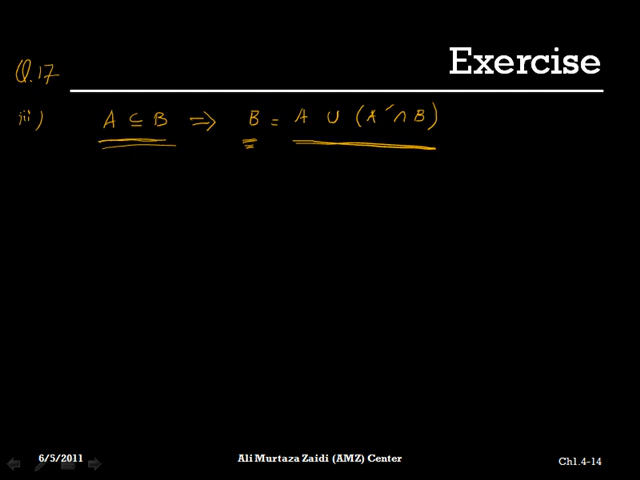 Exercise
Q.17
iii) A ⊆ B ⇒ B = A ∪ (A′ ∩ B)
6/5/2011 Ali Murtaza Zaidi (AMZ) Center Ch1.4-14